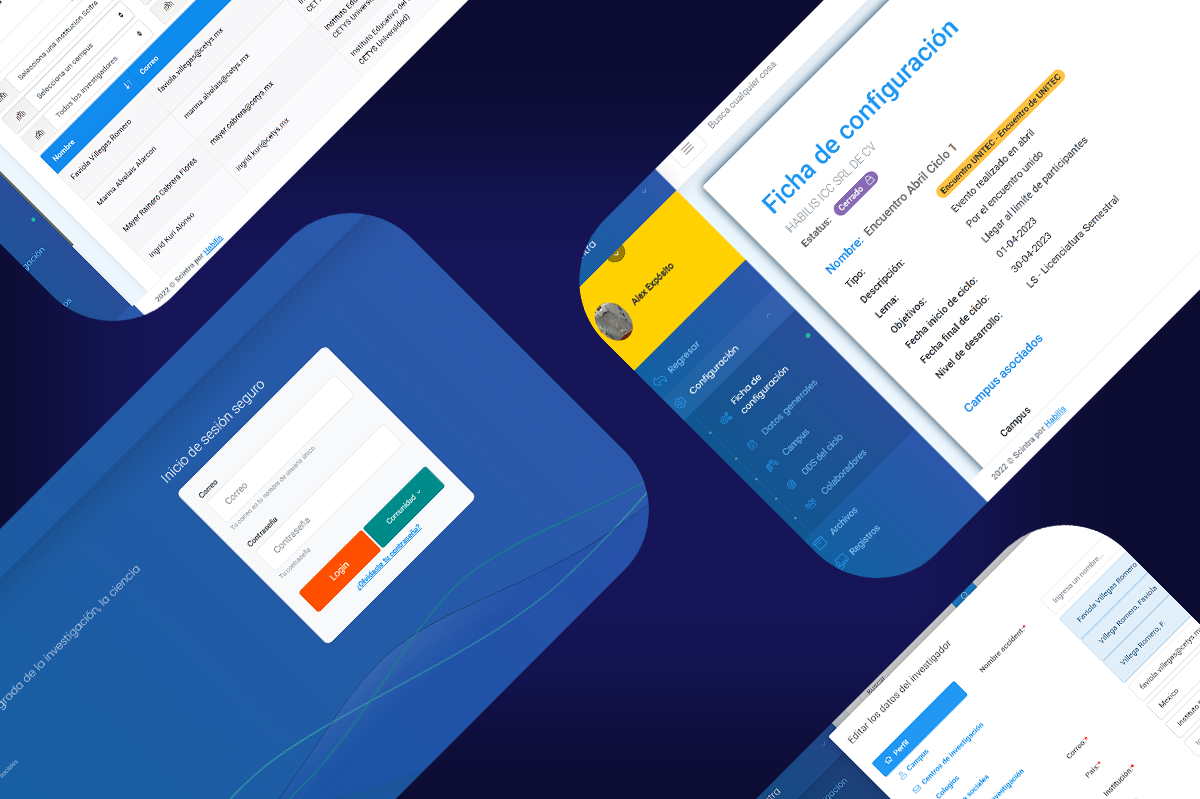 Selecciona una institución Scintra
Selecciona un campus
Todos los investigadores
Nombre
Correo
Faviola Villegas Romero
faviola.villegas@cetys.mx
Marina Alvelais Alarcon
marina.alvelais@cetys.mx
Mayer Rainero Cabrera Flores
mayer.cabrera@cetys.mx
Ingrid Kuri Alonso
ingrid.kuri@cetys.mx
CETYS Universidad)
Instituto Educativo del
CETYS Universidad)
2022 © Scintra por Habilis
Inicio de sesión seguro
Correo
Correo
Tu correo es tu nombre de usuario único
Contraseña
Contraseña
Tu contraseña
Login
Comunidad
¿Olvidaste tu contraseña?
grada de la investigación, la ciencia
sociales
Busca cualquier cosa
Alex Expósito
Regresar
Configuración
Ficha de
configuración
Datos generales
Campus
ODS del ciclo
Colaboradores
Archivos
Registros
Ficha de configuración
HABILIS ICC SRL DE CV
Estatus: Cerrado
Nombre: Encuentro Abril Ciclo 1
Tipo: Encuentro UNITEC - Encuentro de UNITEC
Descripción: Evento realizado en abril
Lema: Por el encuentro unido
Objetivos: Llegar al límite de participantes
Fecha inicio de ciclo: 01-04-2023
Fecha final de ciclo: 30-04-2023
Nivel de desarrollo: LS - Licenciatura Semestral
Campus asociados
Campus
2022 © Scintra por Habilis
Buscar
Editar los datos del investigador
Perfil
Campus
Centros de investigación
Colegios
sociales
investigación
Nombre accident.*
Ingresa un nombre...
Faviola Villegas Romero
Villega Romero, Faviola
Villega Romero, F.
Correo:*
faviola.villegas@cetys.m
País:*
Mexico
Institución:*
Instituto